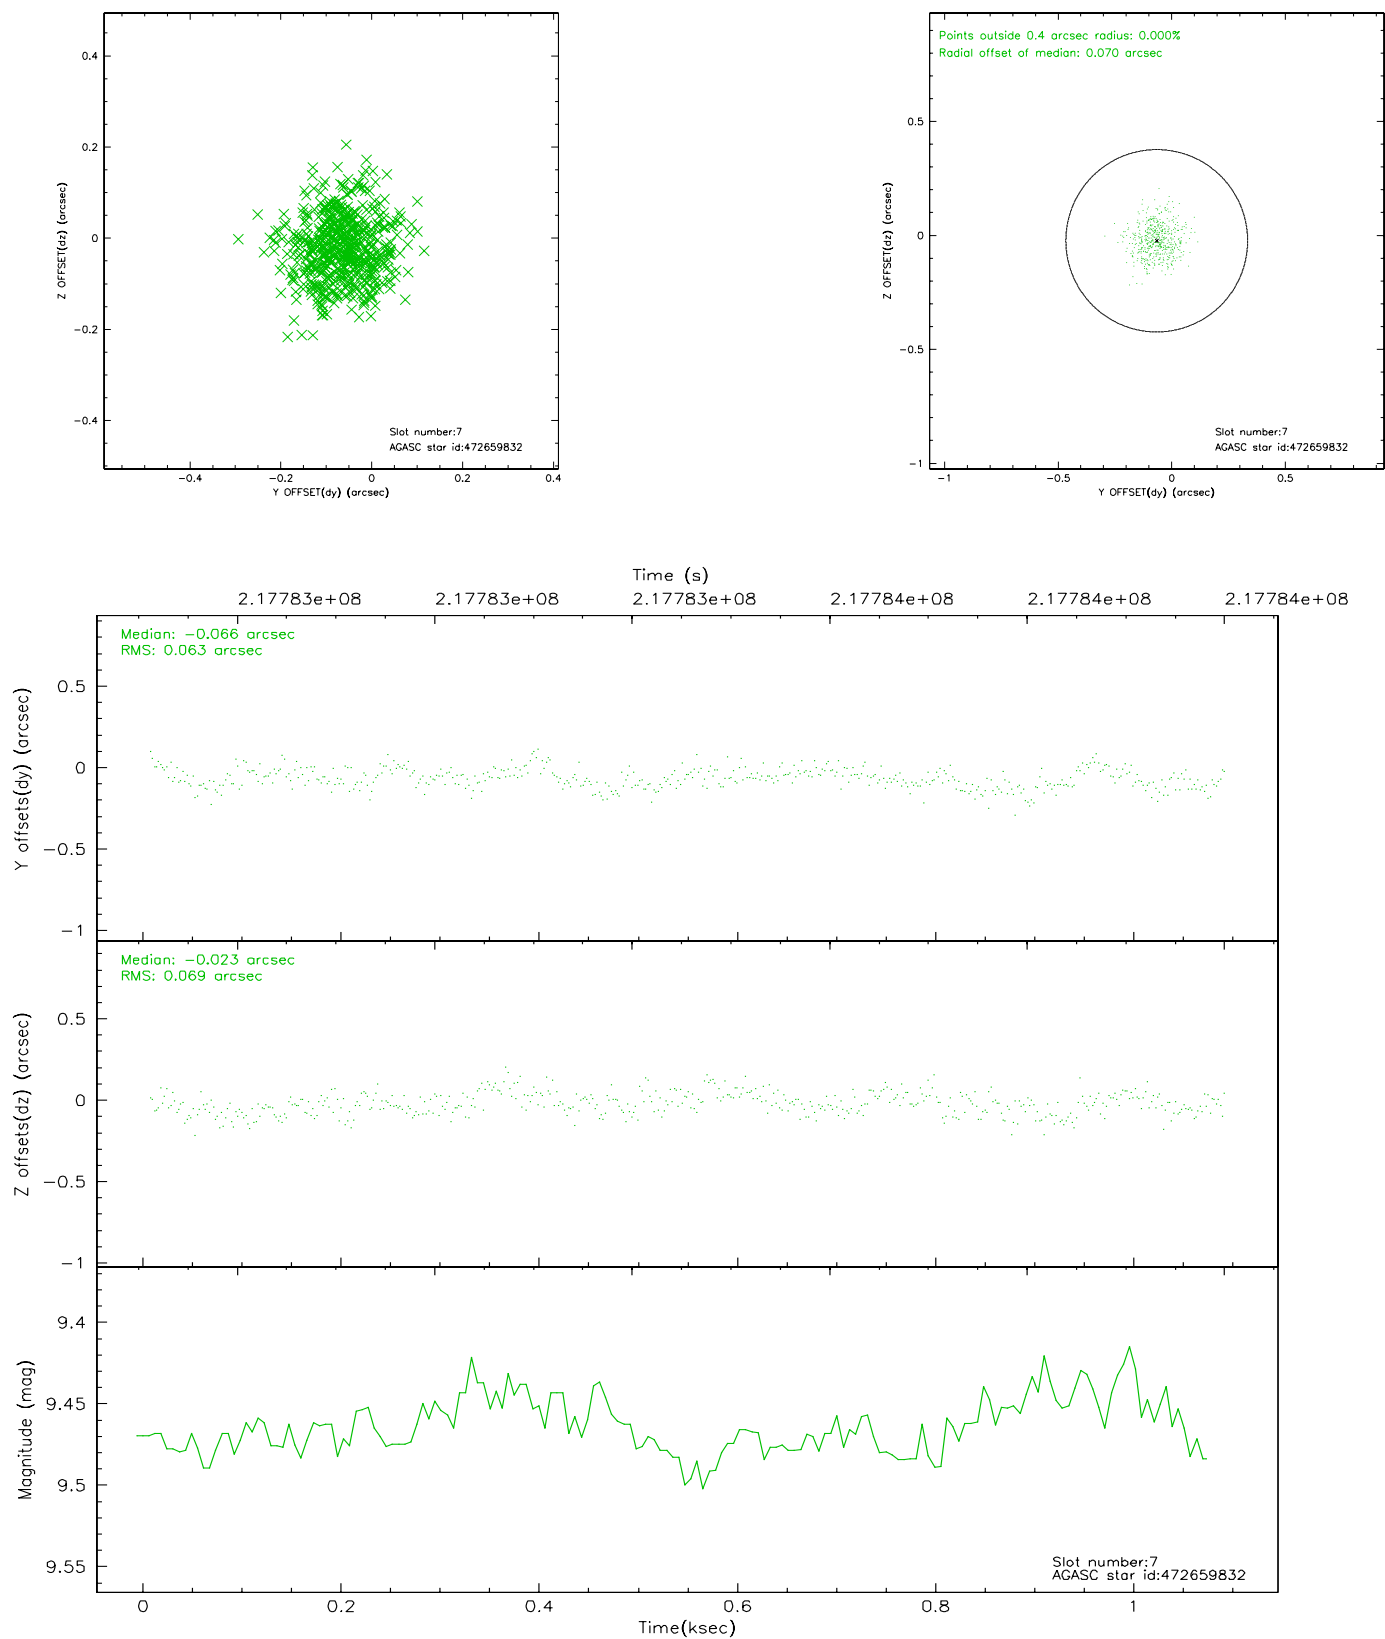 0.4
0.2
0
−0.2
−0.4
Z OFFSET(dz) (arcsec)
Slot number:7
AGASC star id:472659832
−0.4
−0.2
0
0.2
0.4
Y OFFSET(dy) (arcsec)
Points outside 0.4 arcsec radius: 0.000%
Radial offset of median: 0.070 arcsec
0.5
0
−0.5
−1
Z OFFSET(dz) (arcsec)
Slot number:7
AGASC star id:472659832
−1
−0.5
0
0.5
Y OFFSET(dy) (arcsec)
Time (s)
2.17783e+08
2.17783e+08
2.17783e+08
2.17784e+08
2.17784e+08
2.17784e+08
Median: −0.066 arcsec
RMS: 0.063 arcsec
0.5
0
−0.5
−1
Y offsets(dy) (arcsec)
Median: −0.023 arcsec
RMS: 0.069 arcsec
0.5
0
−0.5
−1
Z offsets(dz) (arcsec)
9.4
9.45
9.5
9.55
Magnitude (mag)
Slot number:7
AGASC star id:472659832
0
0.2
0.4
0.6
0.8
1
Time(ksec)